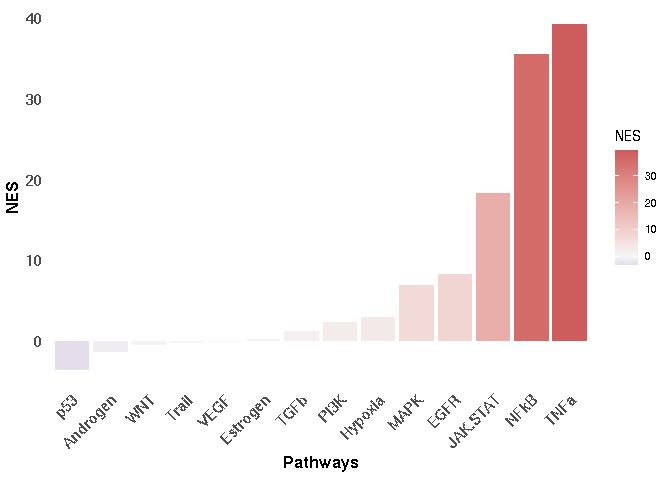 40
30
20
10
0
NES
p53
Androgen
WNT
Trail
VEGF
Estrogen
TGFb
PI3K
Hypoxia
MAPK
EGFR
JAK.STAT
NFkB
TNFa
Pathways
NES
30
20
10
0